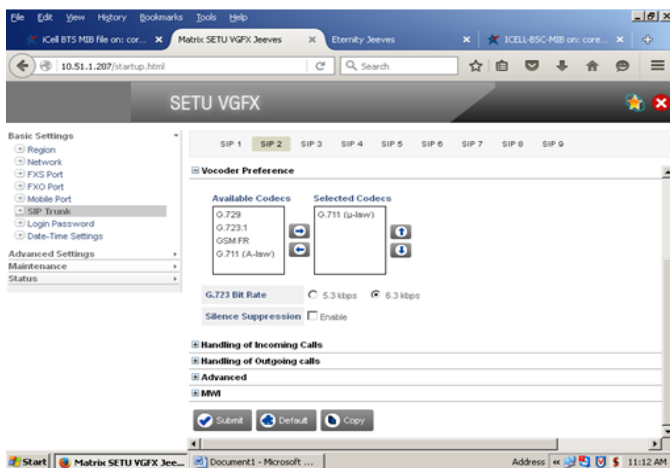 File Edit View History Bookmarks Tools Help
iCell BTS MIB file on: cor...
Matrix SETU VGFX Jeeves
Eternity Jeeves
ICELL-BSC-MIB on: core...
10.51.1.207/startup.html
Search
SETU VGFX
Basic Settings
Region
Network
FXS Port
FXO Port
Mobile Port
SIP Trunk
Login Password
Date-Time Settings
Advanced Settings
Maintenance
Status
SIP 1 SIP 2 SIP 3 SIP 4 SIP 5 SIP 6 SIP 7 SIP 8 SIP 9
Vocoder Preference
Available Codecs Selected Codecs
G.729
G.723.1
GSM FR
G.711 (A-law)
G.711 (μ-law)
G.723 Bit Rate 5.3 kbps 6.3 kbps
Silence Suppression Enable
Handling of Incoming Calls
Handling of Outgoing calls
Advanced
MWI
Submit Default Copy
Start Matrix SETU VGFX Jee... Document1 - Microsoft ... Address « 11:12 AM